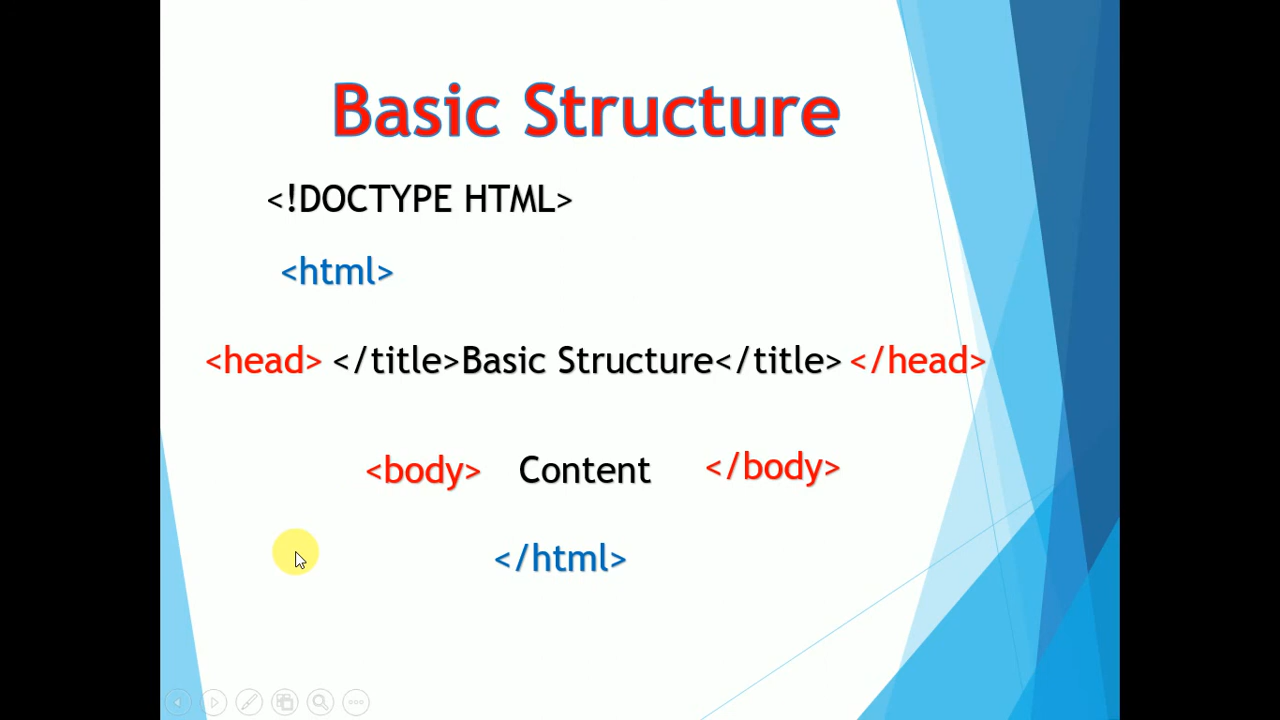 Basic Structure
<!DOCTYPE HTML>
<html>
<head> </title>Basic Structure</title> </head>
<body> Content </body>
</html>